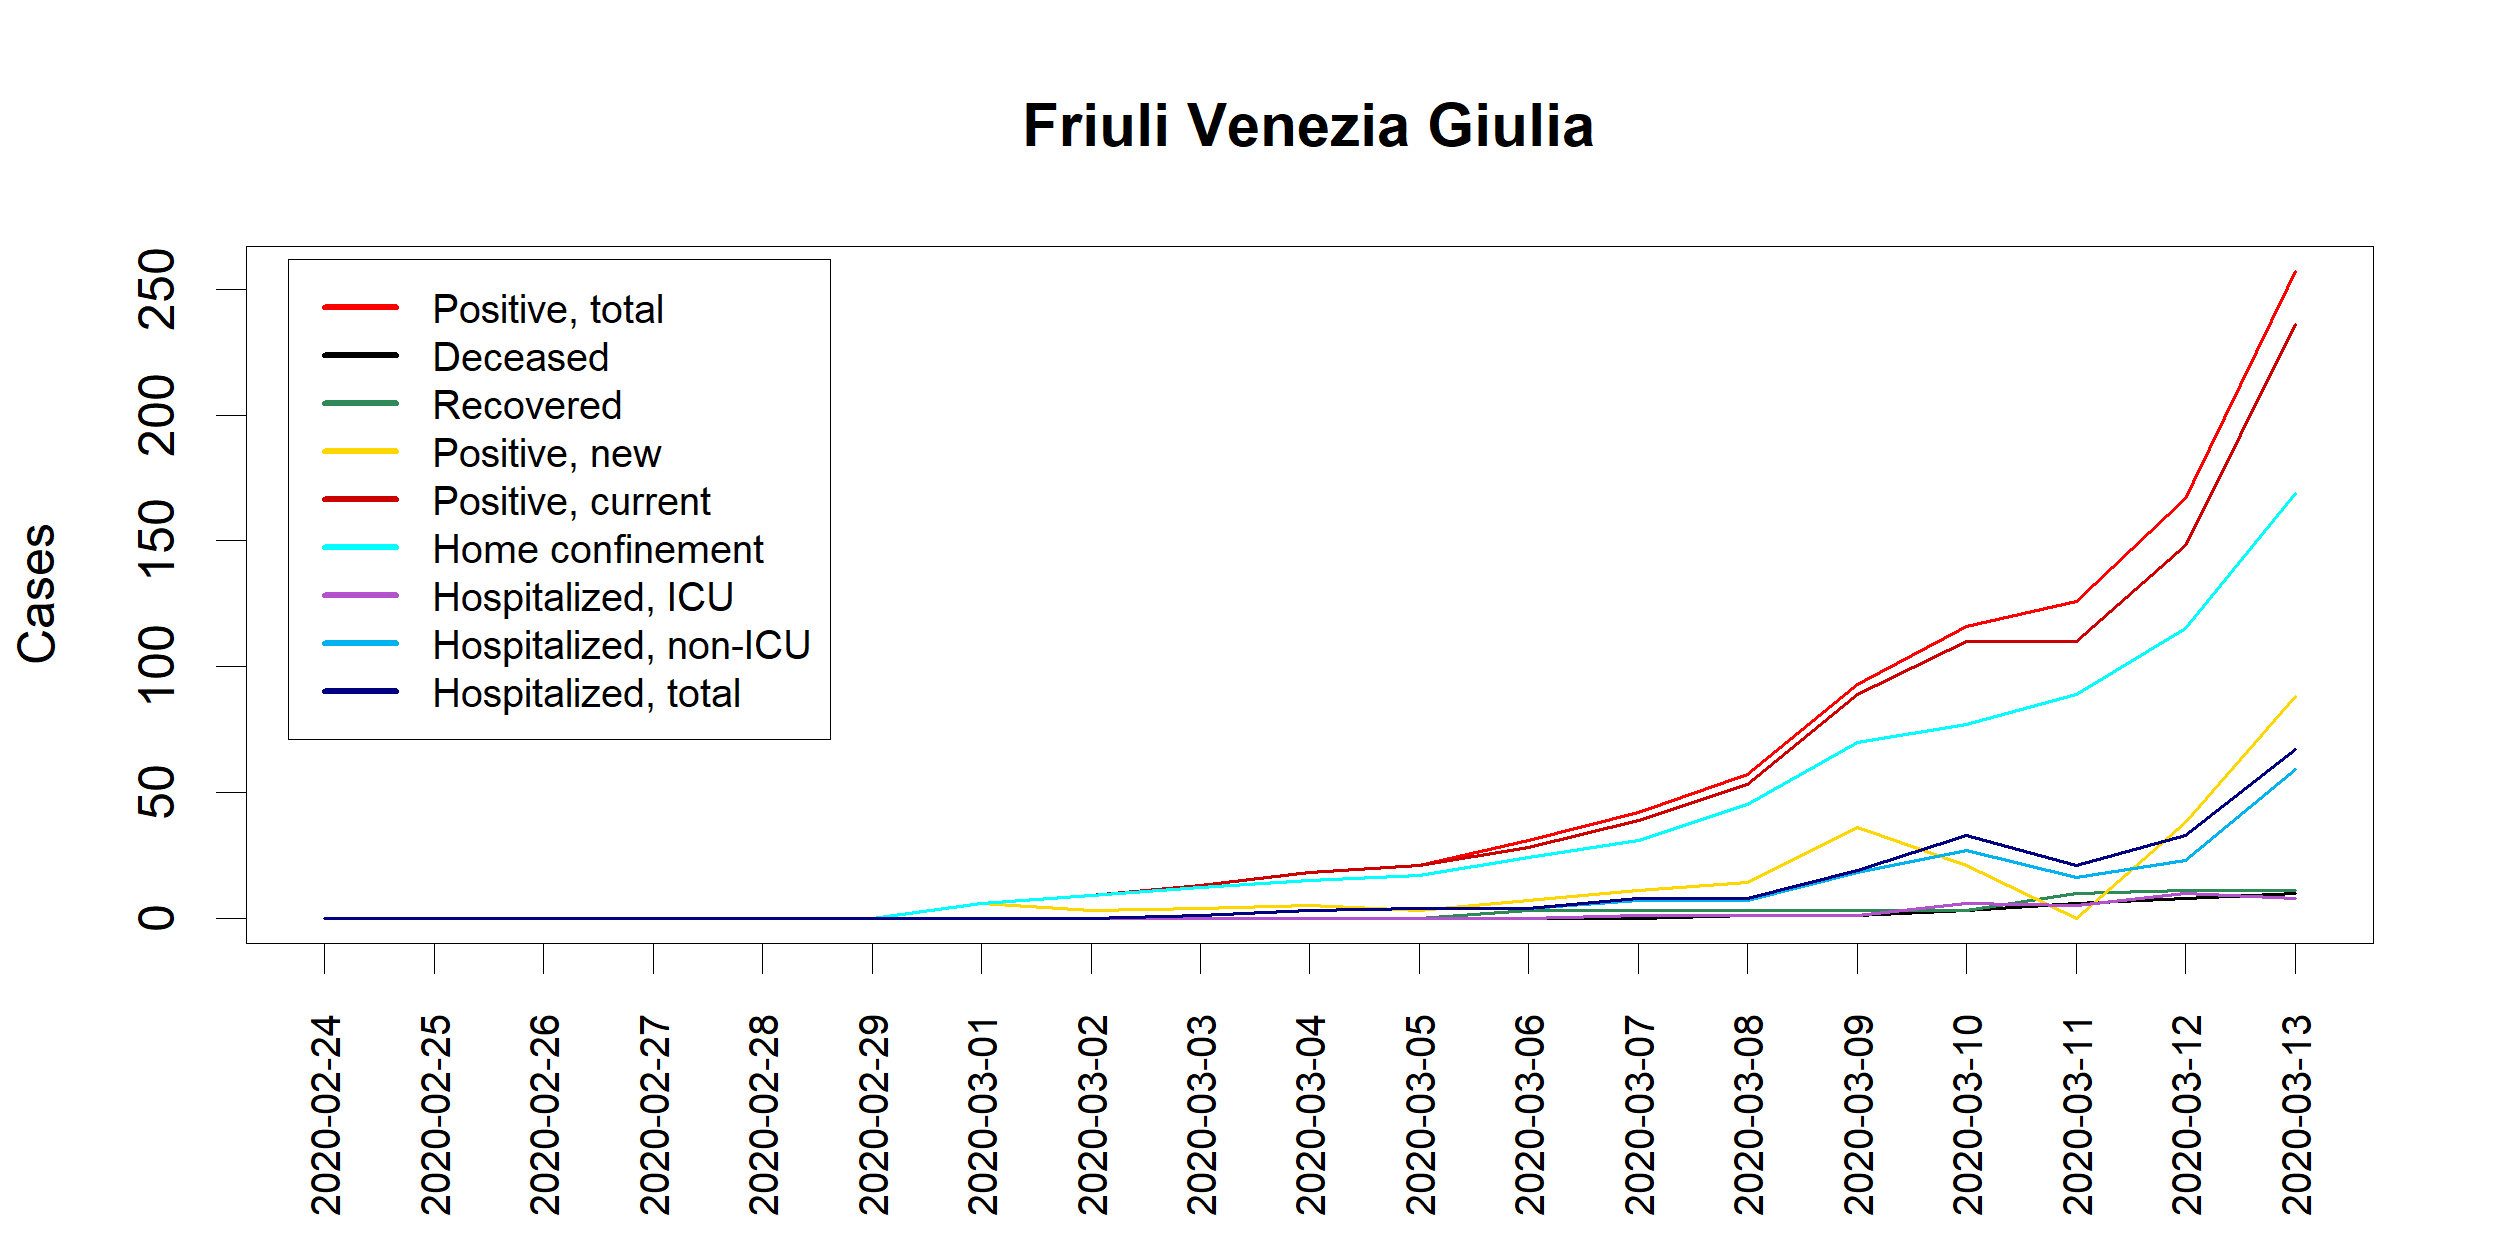 Friuli Venezia Giulia
Cases
250
200
150
100
50
0
Positive, total
Deceased
Recovered
Positive, new
Positive, current
Home confinement
Hospitalized, ICU
Hospitalized, non-ICU
Hospitalized, total
2020-02-24
2020-02-25
2020-02-26
2020-02-27
2020-02-28
2020-02-29
2020-03-01
2020-03-02
2020-03-03
2020-03-04
2020-03-05
2020-03-06
2020-03-07
2020-03-08
2020-03-09
2020-03-10
2020-03-11
2020-03-12
2020-03-13